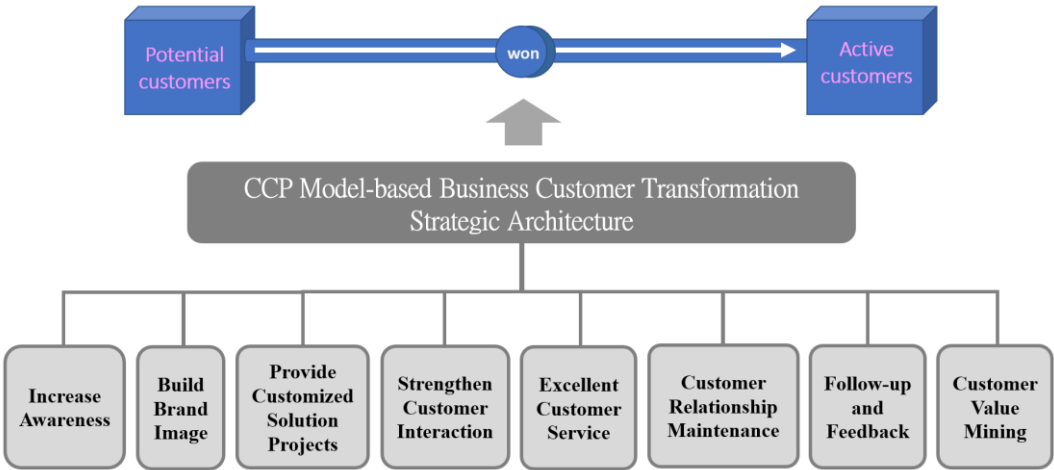 Potential
customers
won
Active
customers
CCP Model-based Business Customer Transformation
Strategic Architecture
Increase
Awareness
Build
Brand
Image
Provide
Customized
Solution
Projects
Strengthen
Customer
Interaction
Excellent
Customer
Service
Customer
Relationship
Maintenance
Follow-up
and
Feedback
Customer
Value
Mining